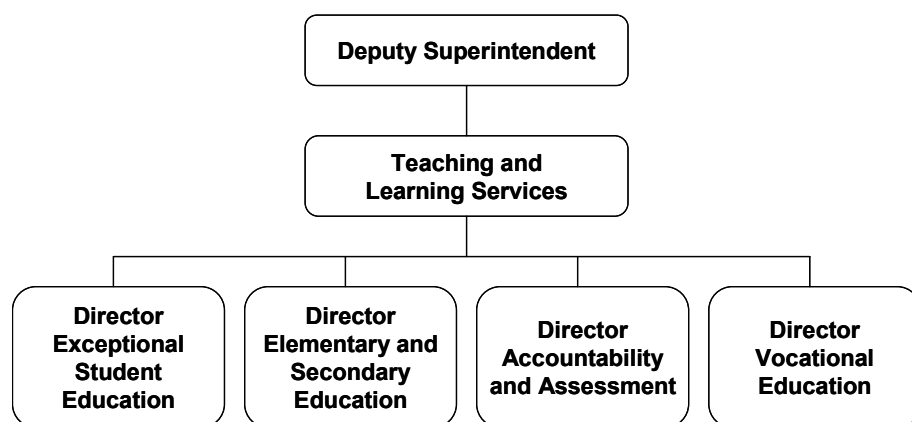 Deputy Superintendent
Teaching and
Learning Services
Director
Exceptional
Student
Education
Director
Elementary and
Secondary
Education
Director
Accountability
and Assessment
Director
Vocational
Education